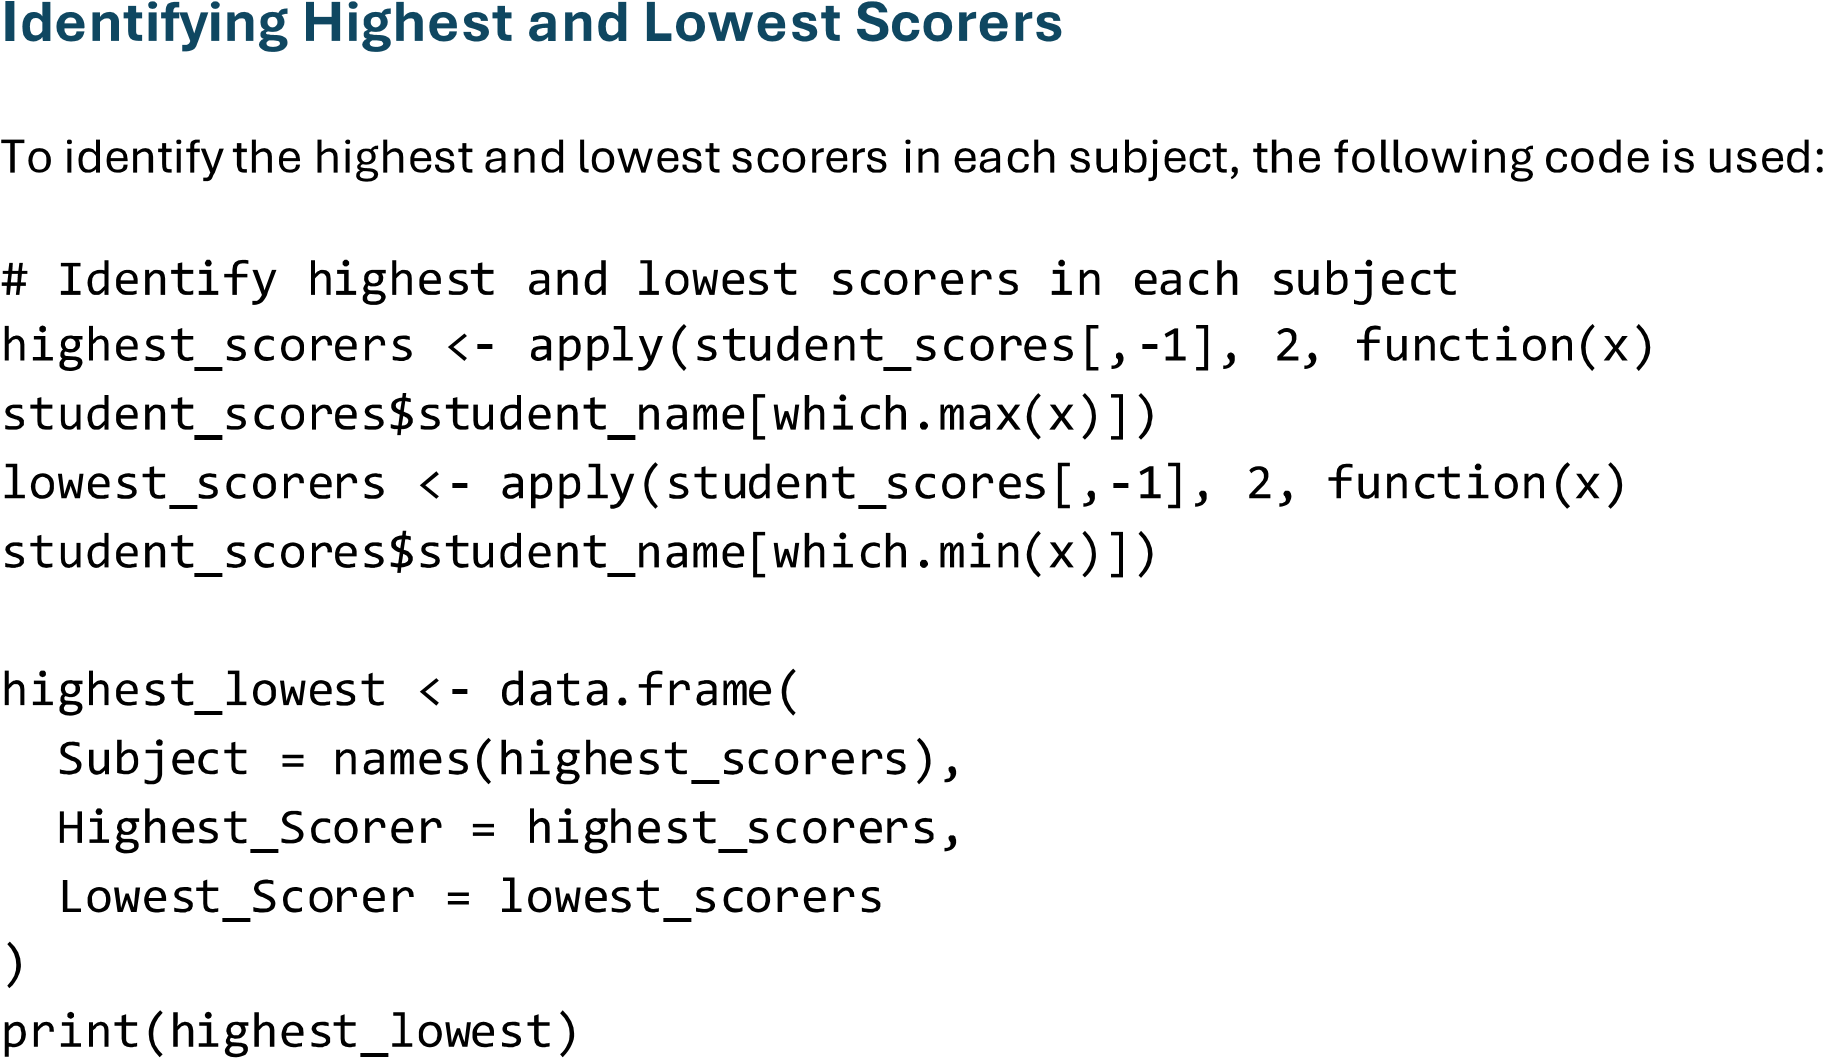 Identifying Highest and Lowest Scorers
To identify the highest and lowest scorers in each subject, the following code is used:
# Identify highest and lowest scorers in each subject
highest_scorers <- apply(student_scores[,-1], 2, function(x)
student_scores$student_name[which.max(x)])
lowest_scorers <- apply(student_scores[,-1], 2, function(x)
student_scores$student_name[which.min(x)])
highest_lowest <- data.frame(
  Subject = names(highest_scorers),
  Highest_Scorer = highest_scorers,
  Lowest_Scorer = lowest_scorers
)
print(highest_lowest)